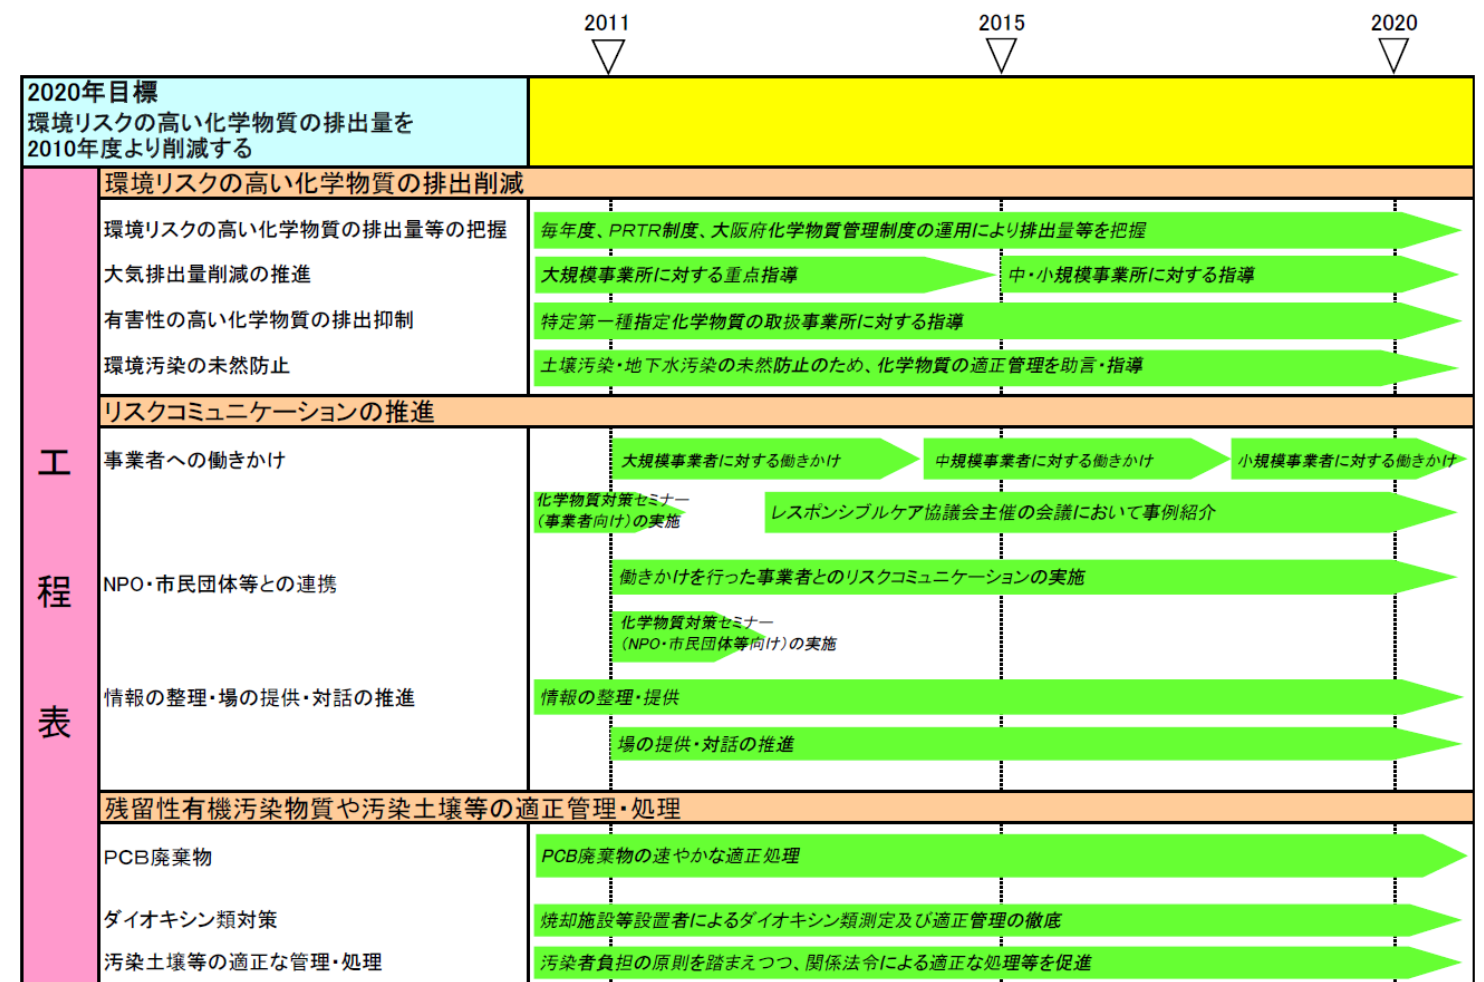 2011
2015
2020
2020年目標
環境リスクの高い化学物質の排出量を
2010年度より削減する
工程表
環境リスクの高い化学物質の排出削減
環境リスクの高い化学物質の排出量等の把握
毎年度、PRTR制度、大阪府化学物質管理制度の運用により排出量等を把握
大気排出量削減の推進
大規模事業所に対する重点指導
中・小規模事業所に対する指導
有害性の高い化学物質の排出抑制
特定第一種指定化学物質の取扱事業所に対する指導
環境汚染の未然防止
土壌汚染・地下水汚染の未然防止のため、化学物質の適正管理を助言・指導
リスクコミュニケーションの推進
事業者への働きかけ
大規模事業者に対する働きかけ
中規模事業者に対する働きかけ
小規模事業者に対する働きかけ
化学物質対策セミナー
（事業者向け）の実施
レスポンシブルケア協議会主催の会議において事例紹介
NPO・市民団体等との連携
働きかけを行った事業者とのリスクコミュニケーションの実施
化学物質対策セミナー
（NPO・市民団体等向け）の実施
情報の整理・場の提供・対話の推進
情報の整理・提供
場の提供・対話の推進
残留性有機汚染物質や汚染土壌等の適正管理・処理
PCB廃棄物
PCB廃棄物の速やかな適正処理
ダイオキシン類対策
焼却施設等設置者によるダイオキシン類測定及び適正管理の徹底
汚染土壌等の適正な管理・処理
汚染者負担の原則を踏まえつつ、関係法令による適正な処理等を促進